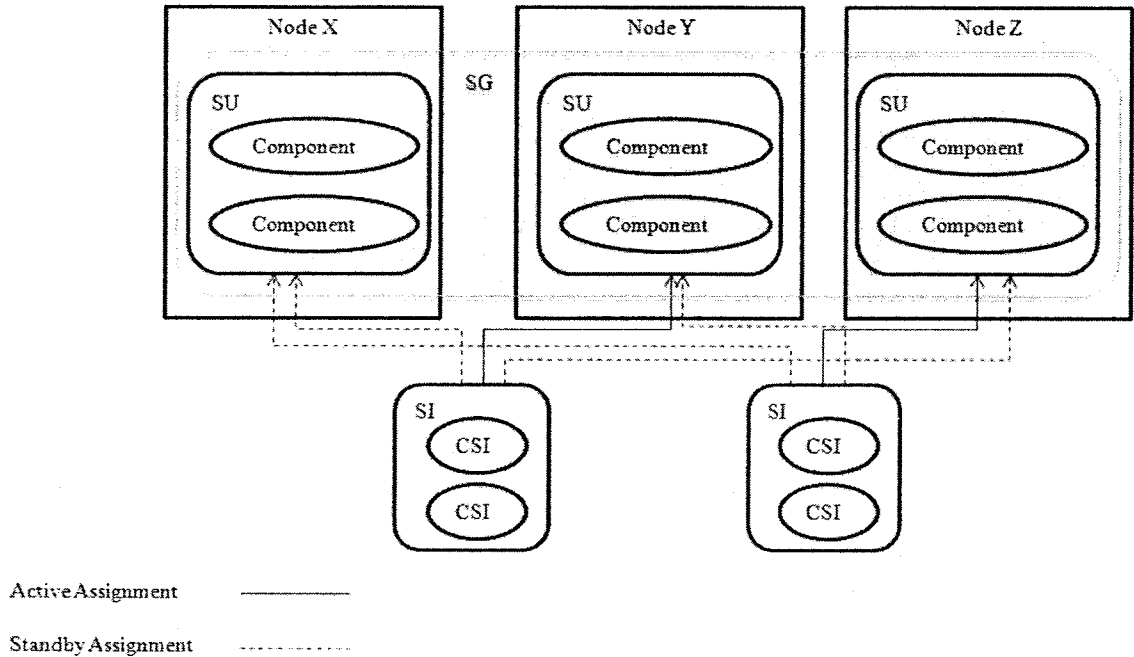 Node X
Node Y
Node Z
SG
SU
SU
SU
Component
Component
Component
Component
Component
Component
SI
SI
CSI
CSI
CSI
CSI
Active Assignment
Standby Assignment